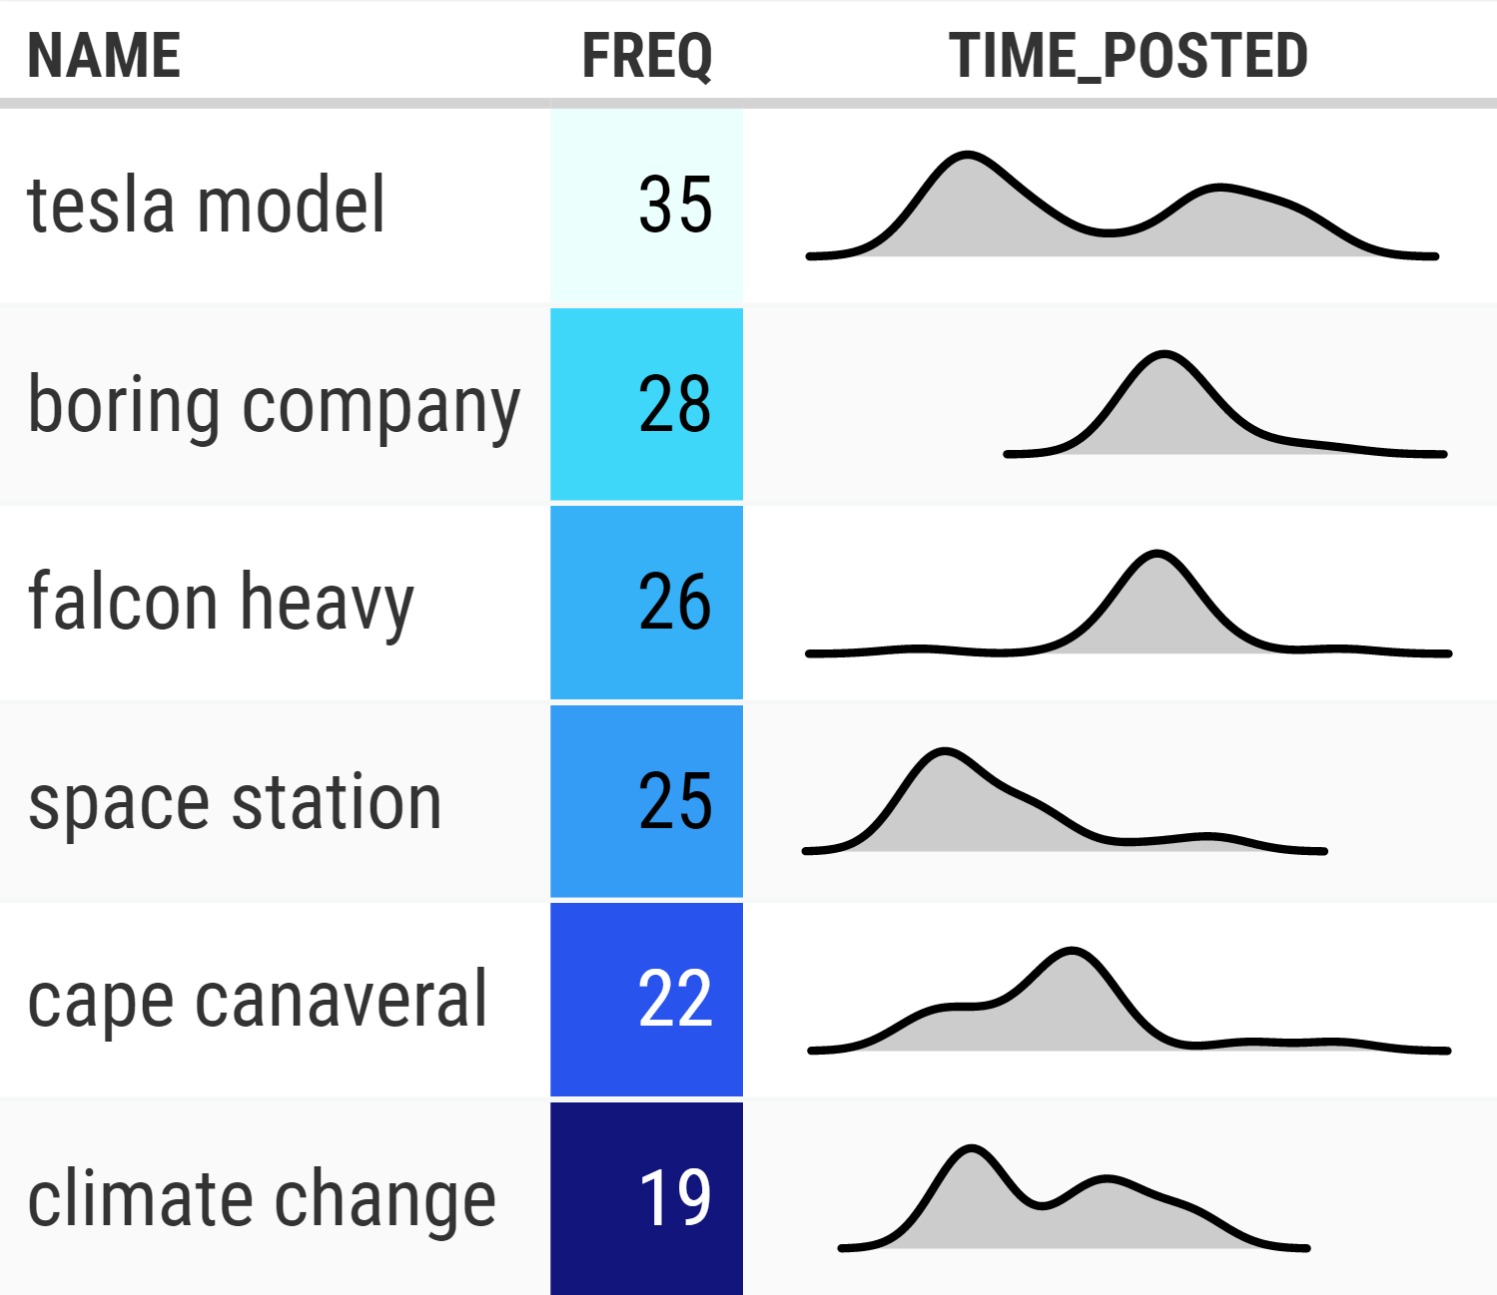 NAME FREQ TIME_POSTED
tesla model 35
boring company 28
falcon heavy 26
space station 25
cape canaveral 22
climate change 19